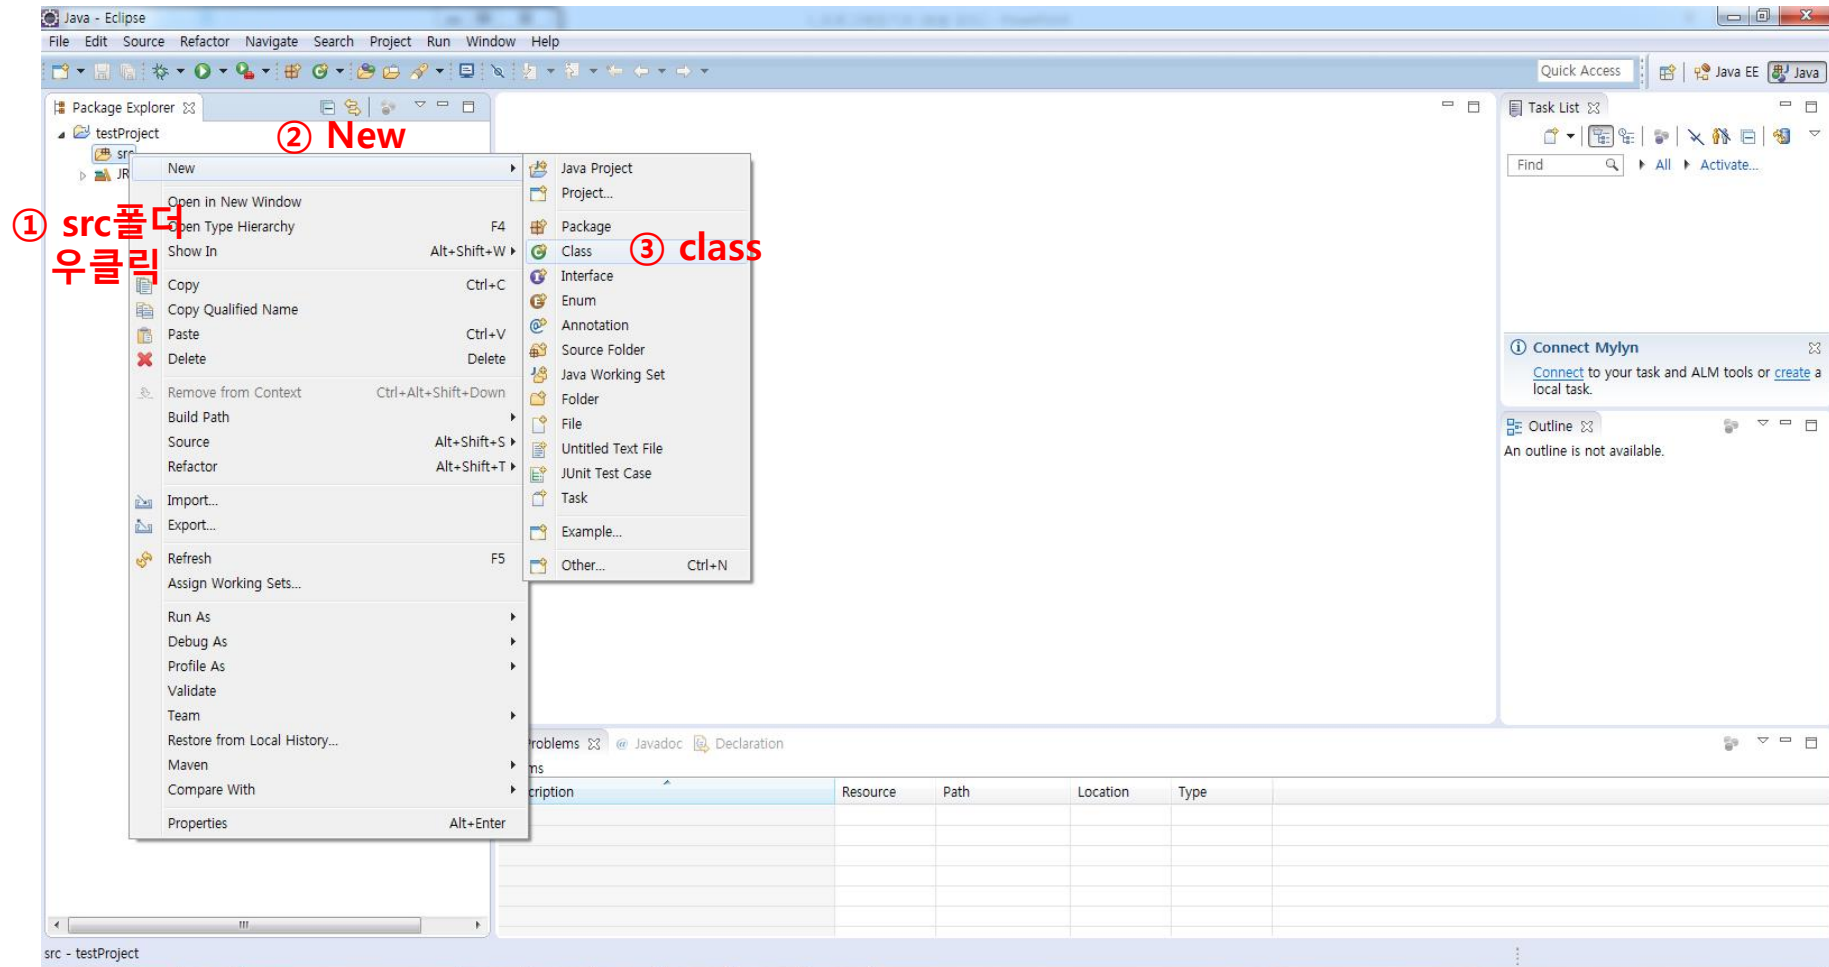 Java - Eclipse
File Edit Source Refactor Navigate Search Project Run Window Help
Quick Access
Java EE
Java
Package Explorer
testProject
src
JR
① src폴더
우클릭
② New
③ class
New
Open in New Window
Open Type Hierarchy F4
Show In Alt+Shift+W
Copy Ctrl+C
Copy Qualified Name
Paste Ctrl+V
Delete Delete
Remove from Context Ctrl+Alt+Shift+Down
Build Path
Source Alt+Shift+S
Refactor Alt+Shift+T
Import...
Export...
Refresh F5
Assign Working Sets...
Run As
Debug As
Profile As
Validate
Team
Restore from Local History...
Maven
Compare With
Properties Alt+Enter
Java Project
Project...
Package
Class
Interface
Enum
Annotation
Source Folder
Java Working Set
Folder
File
Untitled Text File
JUnit Test Case
Task
Example...
Other... Ctrl+N
Task List
Find
All
Activate...
Connect Mylyn
Connect to your task and ALM tools or create a
local task.
Outline
An outline is not available.
roblems @ Javadoc Declaration
ms
cription Resource Path Location Type
src - testProject